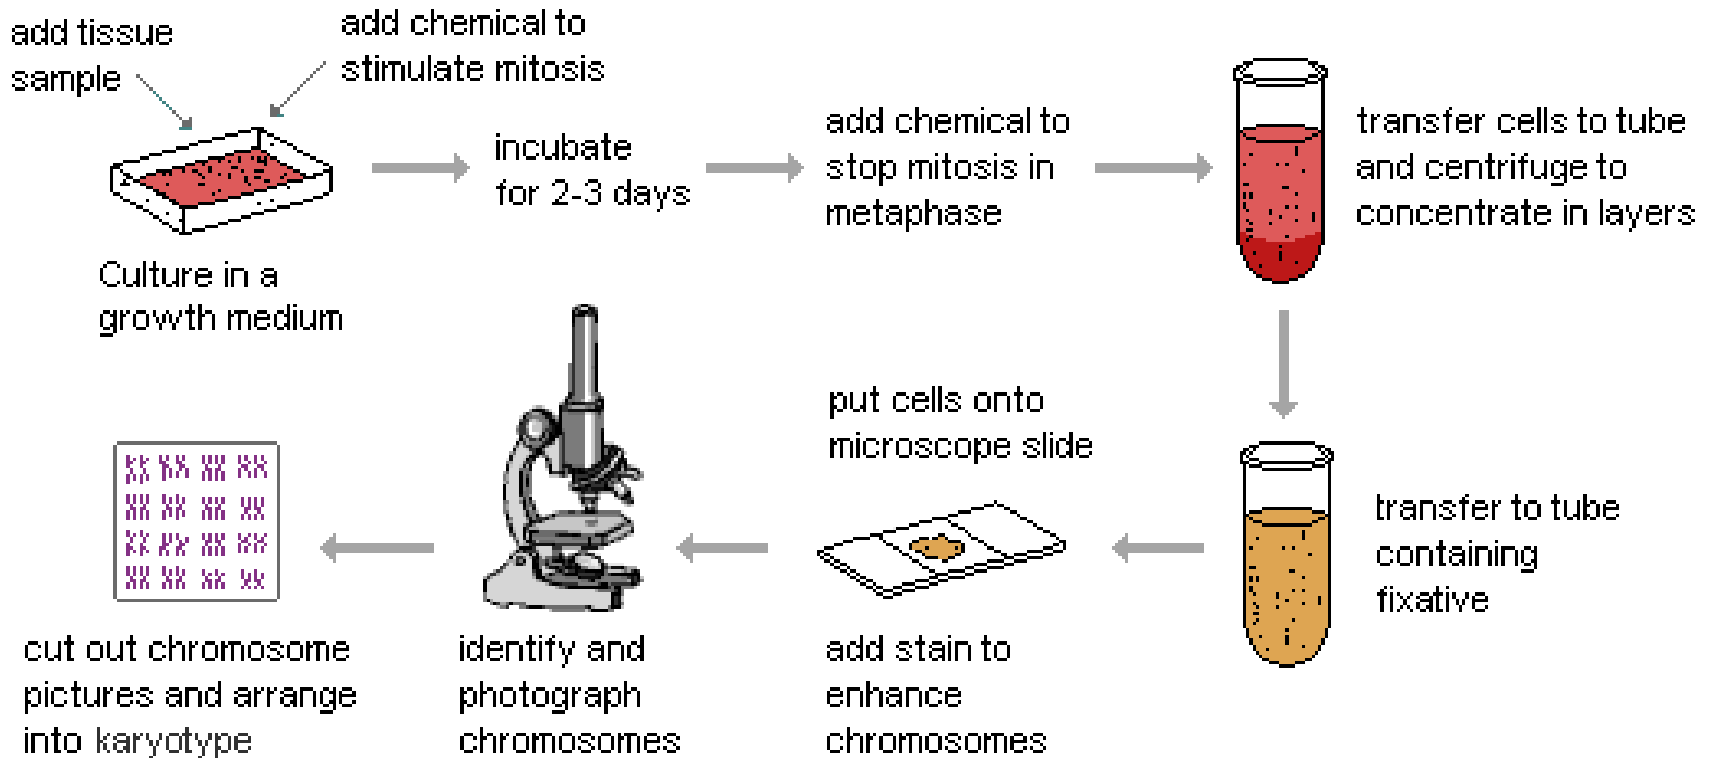 add tissue
sample
add chemical to
stimulate mitosis
Culture in a
growth medium
incubate
for 2-3 days
add chemical to
stop mitosis in
metaphase
transfer cells to tube
and centrifuge to
concentrate in layers
transfer to tube
containing
fixative
put cells onto
microscope slide
add stain to
enhance
chromosomes
identify and
photograph
chromosomes
cut out chromosome
pictures and arrange
into karyotype